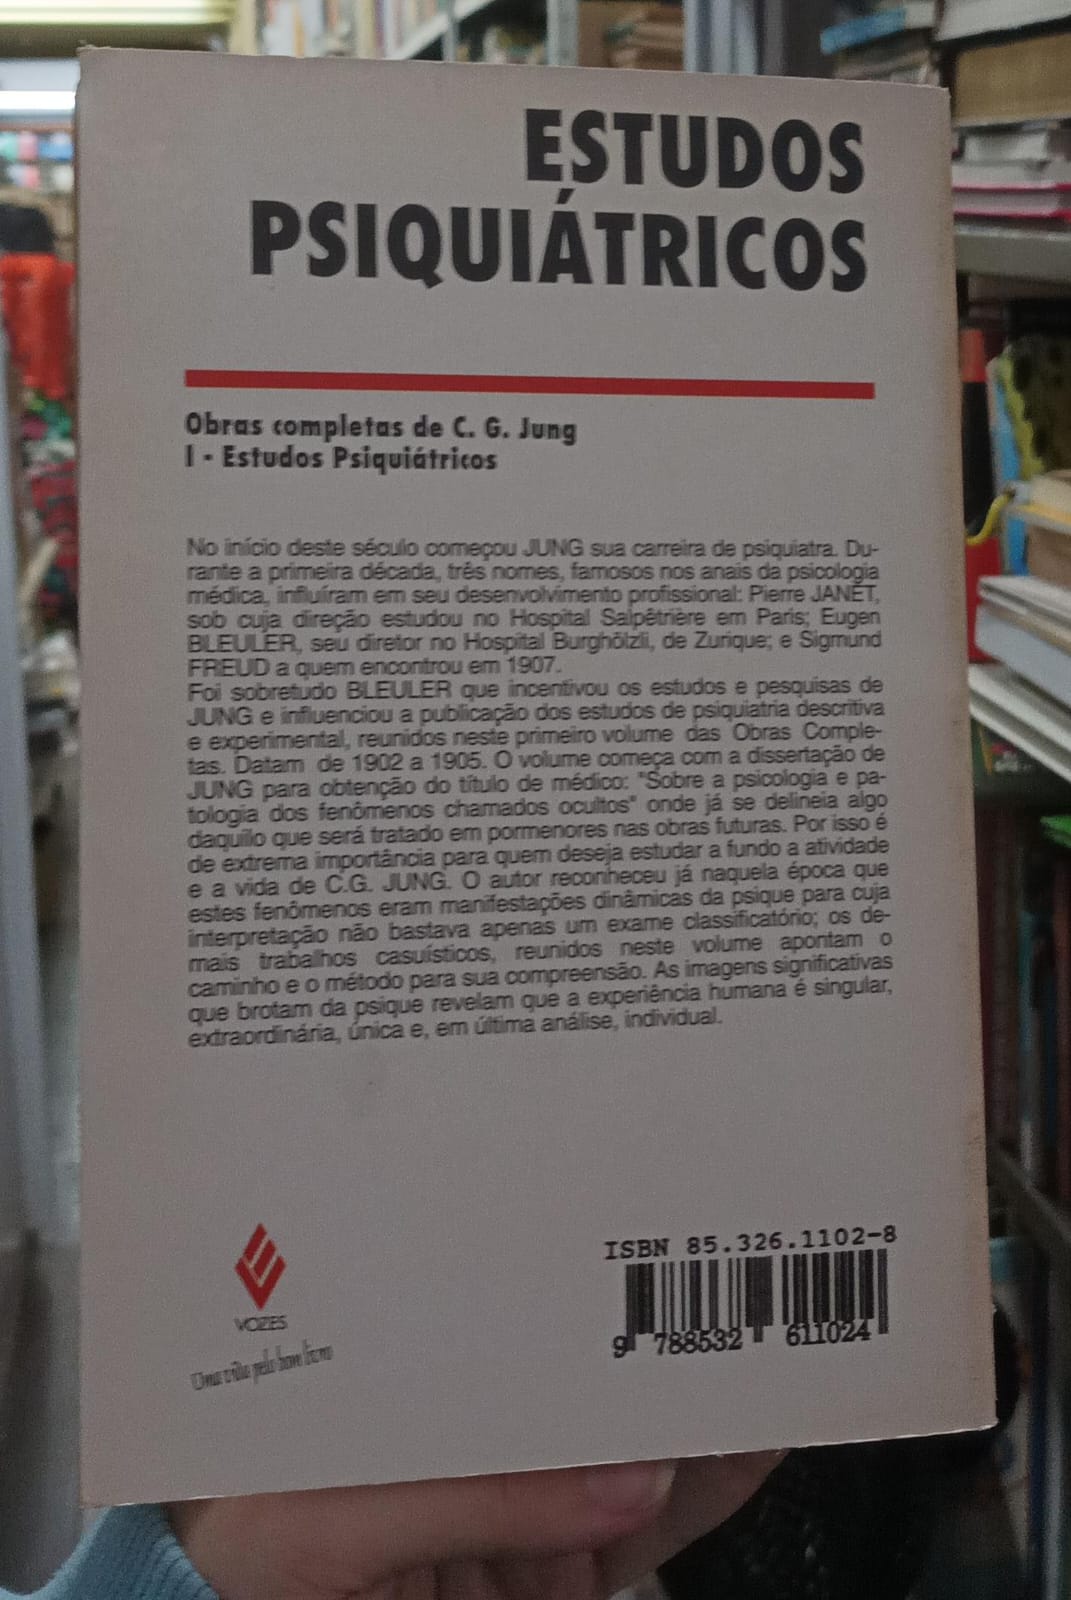 ESTUDOS
PSIQUIÁTRICOS
Obras completas de C. G. Jung
I - Estudos Psiquiátricos
No início deste século começou JUNG sua carreira de psiquiatra. Du-
rante a primeira década, três nomes, famosos nos anais da psicologia
médica, influíram em seu desenvolvimento profissional: Pierre JANET,
sob cuja direção estudou no Hospital Salpêtrière em Paris; Eugen
BLEULER, seu diretor no Hospital Burghölzli, de Zurique; e Sigmund
FREUD a quem encontrou em 1907.
Foi sobretudo BLEULER que incentivou os estudos e pesquisas de
JUNG e influenciou a publicação dos estudos de psiquiatria descritiva
e experimental, reunidos neste primeiro volume das Obras Comple-
tas. Datam de 1902 a 1905. O volume começa com a dissertação de
JUNG para obtenção do título de médico: "Sobre a psicologia e pa-
tologia dos fenômenos chamados ocultos" onde já se delineia algo
daquilo que será tratado em pormenores nas obras futuras. Por isso é
de extrema importância para quem deseja estudar a fundo a atividade
e a vida de C.G. JUNG. O autor reconheceu já naquela época que
estes fenômenos eram manifestações dinâmicas da psique para cuja
interpretação não bastava apenas um exame classificatório; os de-
mais trabalhos casuísticos, reunidos neste volume apontam o
caminho e o método para sua compreensão. As imagens significativas
que brotam da psique revelam que a experiência humana é singular,
extraordinária, única e, em última análise, individual.
ISBN 85.326.1102-8
9 788532 611024
VOZES
Uma vida pelo bom livro